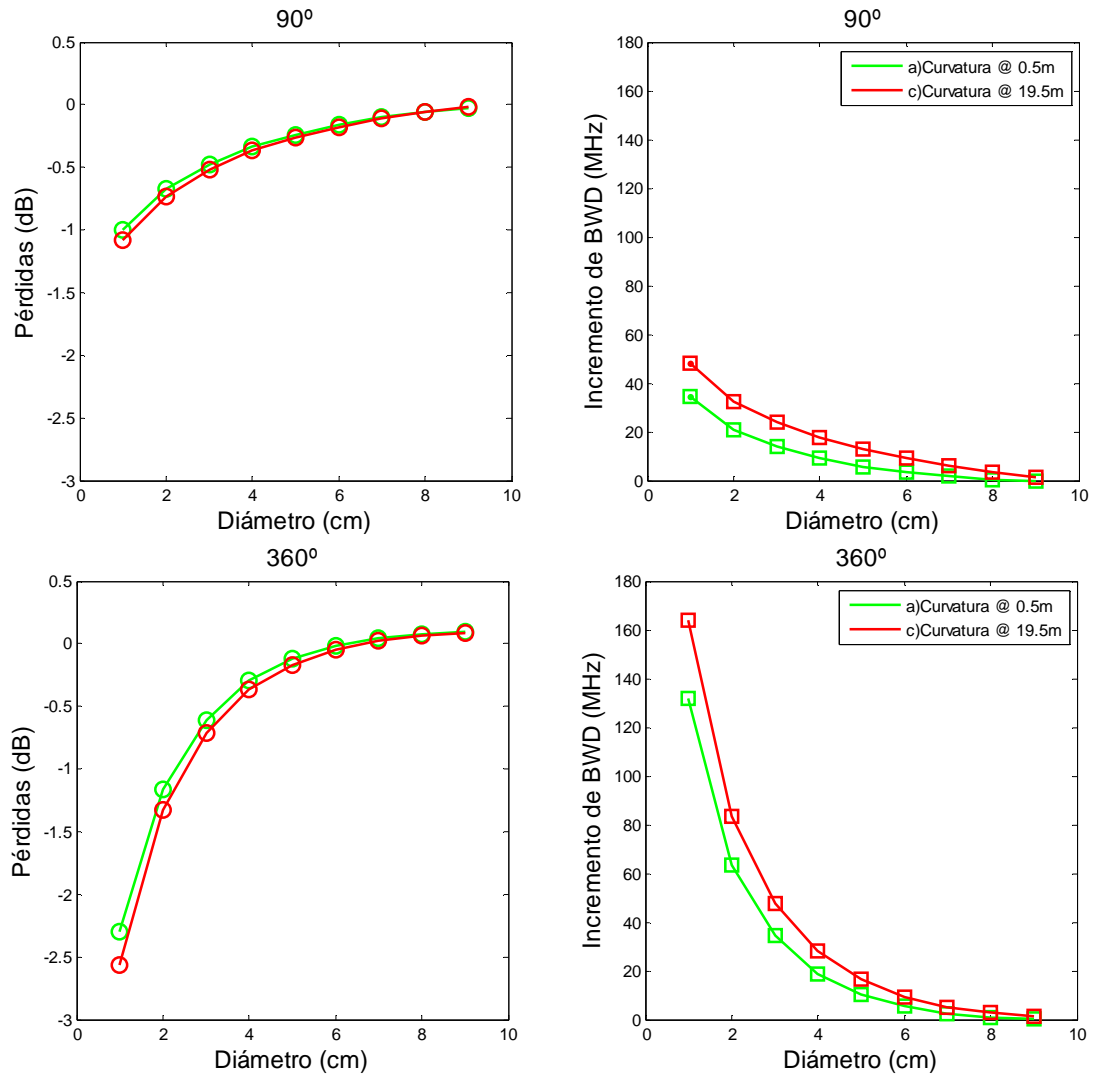 90º
0.5
0
-0.5
-1
-1.5
-2
-2.5
-3
0 2 4 6 8 10
Pérdidas (dB)
Diámetro (cm)
90º
180
160
140
120
100
80
60
40
20
0
0 2 4 6 8 10
Incremento de BWD (MHz)
Diámetro (cm)
a)Curvatura @ 0.5m
c)Curvatura @ 19.5m
360º
0.5
0
-0.5
-1
-1.5
-2
-2.5
-3
0 2 4 6 8 10
Pérdidas (dB)
Diámetro (cm)
360º
180
160
140
120
100
80
60
40
20
0
0 2 4 6 8 10
Incremento de BWD (MHz)
Diámetro (cm)
a)Curvatura @ 0.5m
c)Curvatura @ 19.5m